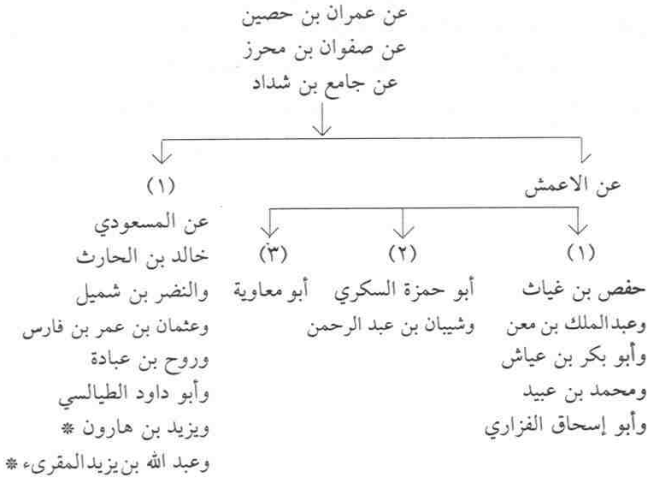 عن عمران بن حصين
عن صفوان بن محرز
عن جامع بن شداد
عن الاعمش
(١)
حفص بن غياث
وعبدالملك بن معن
وأبو بكر بن عياش
ومحمد بن عبيد
وأبو إسحاق الفزاري
(٢)
أبو حمزة السكري
وشيبان بن عبد الرحمن
(٣)
أبو معاوية
(١)
عن المسعودي
خالد بن الحارث
والنضر بن شميل
وعثمان بن عمر بن فارس
وروح بن عبادة
وأبو داود الطيالسي
ويزيد بن هارون *
وعبد الله بن يزيد المقرىء *